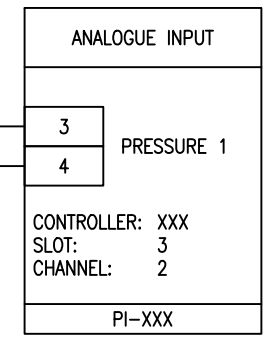 ANALOGUE INPUT
3
PRESSURE 1
4
CONTROLLER: XXX
SLOT: 3
CHANNEL: 2
PI-XXX